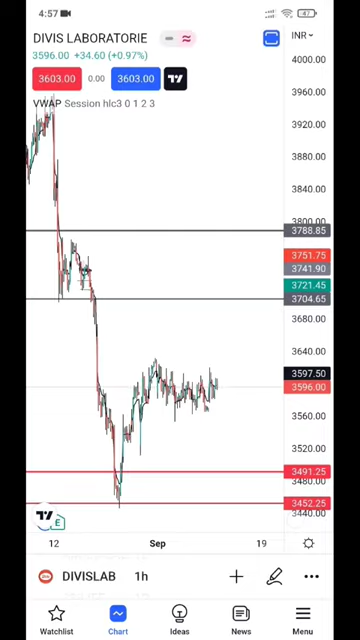 4:57
47
DIVIS LABORATORIE
INR
3596.00 +34.60 (+0.97%)
4000.00
3603.00 0.00 3603.00
3960.00
VWAP Session hlc3 0 1 2 3
3920.00
3880.00
3840.00
3800.00
3788.85
3751.75
3741.90
3721.45
3704.65
3680.00
3640.00
3597.50
3596.00
3560.00
3520.00
3491.25
3480.00
3452.25
3440.00
E
12 Sep 19
DIVISLAB 1h
Watchlist Chart Ideas News Menu